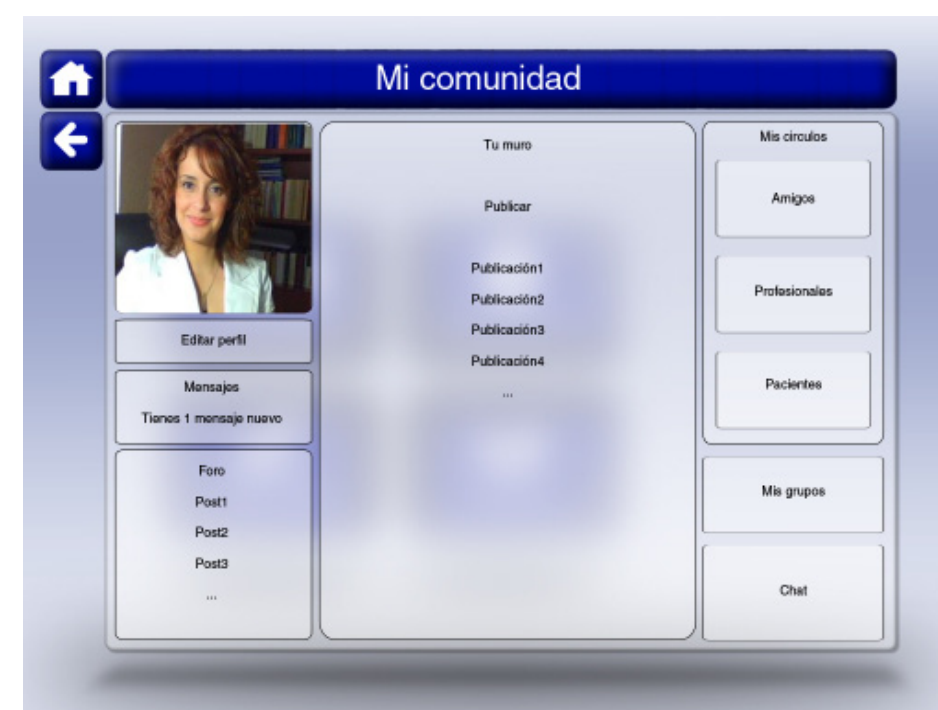 Mi comunidad
Editar perfil
Mensajes
Tienes 1 mensaje nuevo
Foro
Post1
Post2
Post3
...
Tu muro
Publicar
Publicación1
Publicación2
Publicación3
Publicación4
...
Mis circulos
Amigos
Profesionales
Pacientes
Mis grupos
Chat